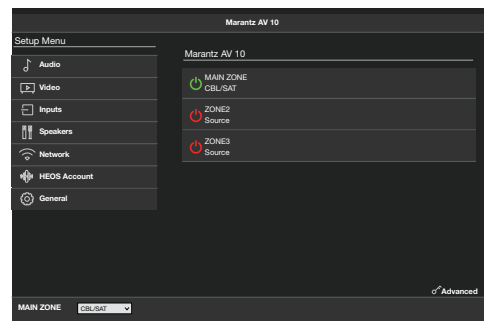 Marantz AV 10
Setup Menu
Audio
Video
Inputs
Speakers
Network
HEOS Account
General
Marantz AV 10
MAIN ZONE
CBL/SAT
ZONE2
Source
ZONE3
Source
Advanced
MAIN ZONE CBL/SAT